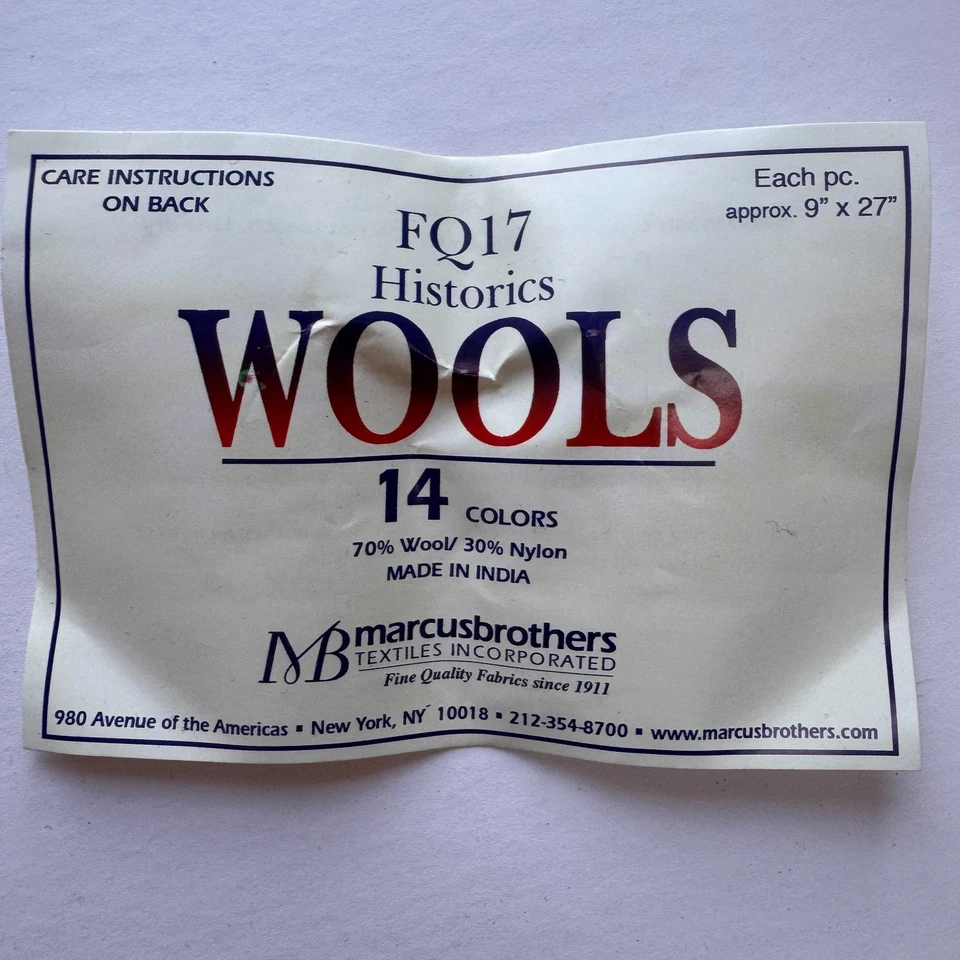 CARE INSTRUCTIONS
ON BACK
Each pc.
approx. 9” x 27”
FQ17
Historics
WOOLS
14 COLORS
70% Wool/ 30% Nylon
MADE IN INDIA
MB
marcusbrothers
TEXTILES INCORPORATED
Fine Quality Fabrics since 1911
980 Avenue of the Americas ▪ New York, NY 10018 ▪ 212-354-8700 ▪ www.marcusbrothers.com